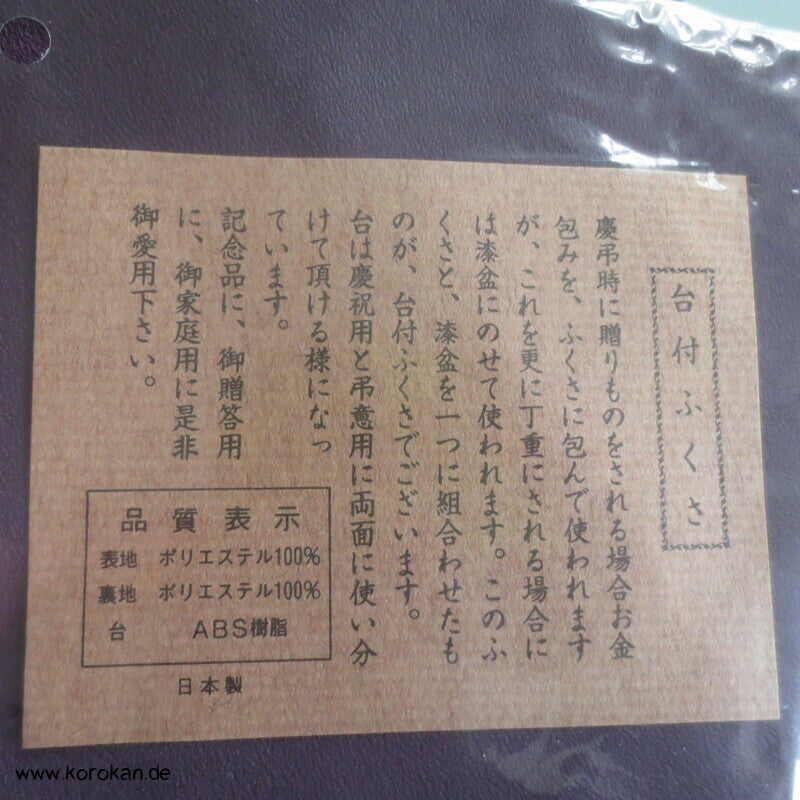 台付ふくさ
慶弔時に贈りものをされる場合お金
包みを、ふくさに包んで使われます
が、これを更に丁重にされる場合に
は漆盆にのせて使われます。このふ
くさと、漆盆を一つに組合わせたも
のが、台付ふくさでございます。
台は慶祝用と弔意用に両面に使い分
けて頂ける様になっ
ています。
記念品に、御贈答用
に、御家庭用に是非
御愛用下さい。
品質表示
表地 ポリエステル100%
裏地 ポリエステル100%
台 ABS樹脂
日本製
www.korokan.de